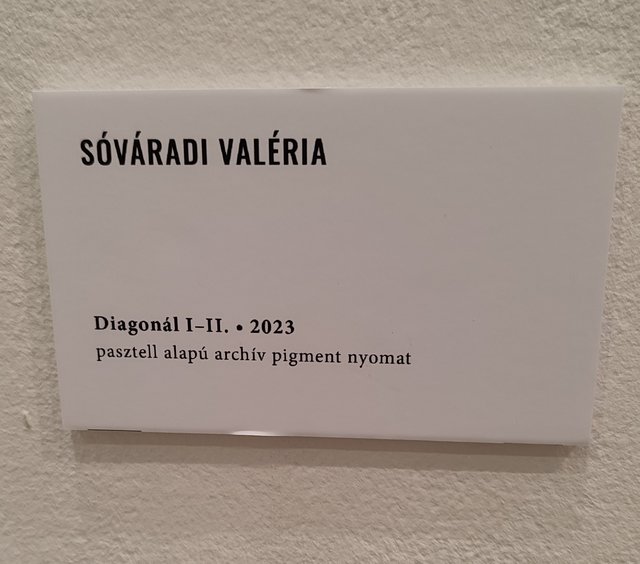 SÓVÁRADI VALÉRIA
Diagonál I–II. • 2023
pasztell alapú archív pigment nyomat